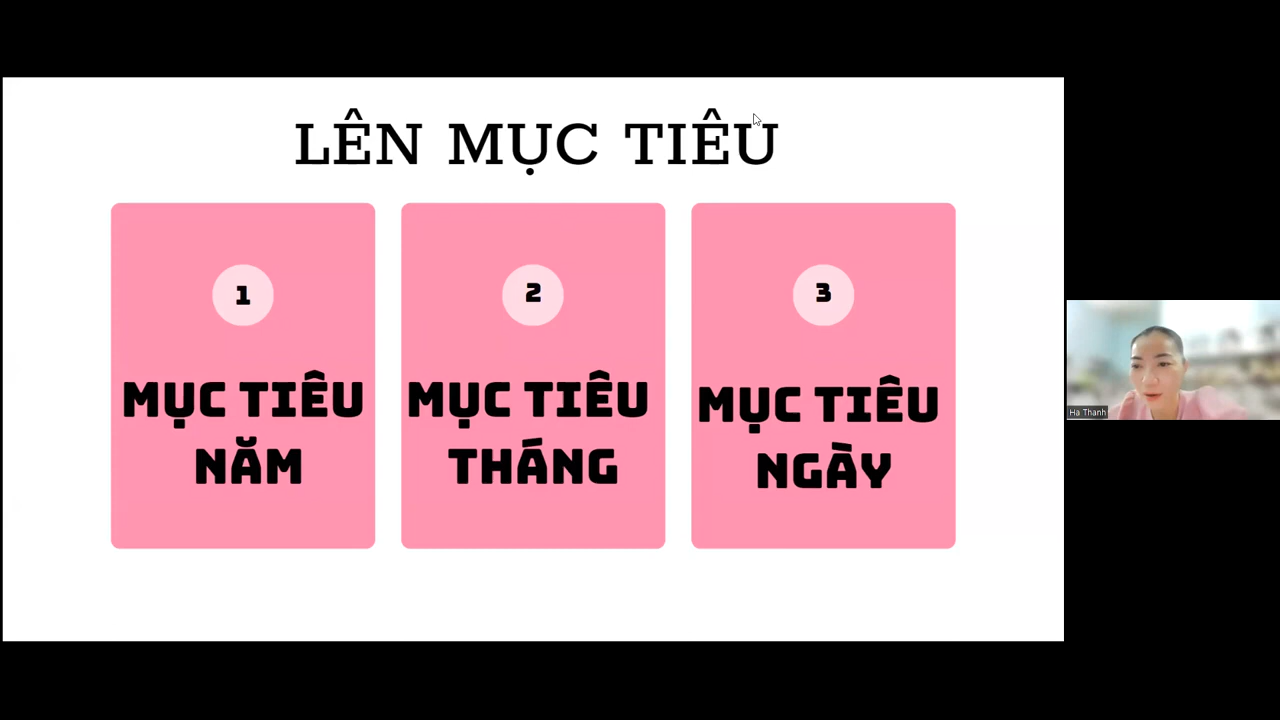 LÊN MỤC TIÊU
1
MỤC TIÊU
NĂM
2
MỤC TIÊU
THÁNG
3
MỤC TIÊU
NGÀY
Ha Thanh